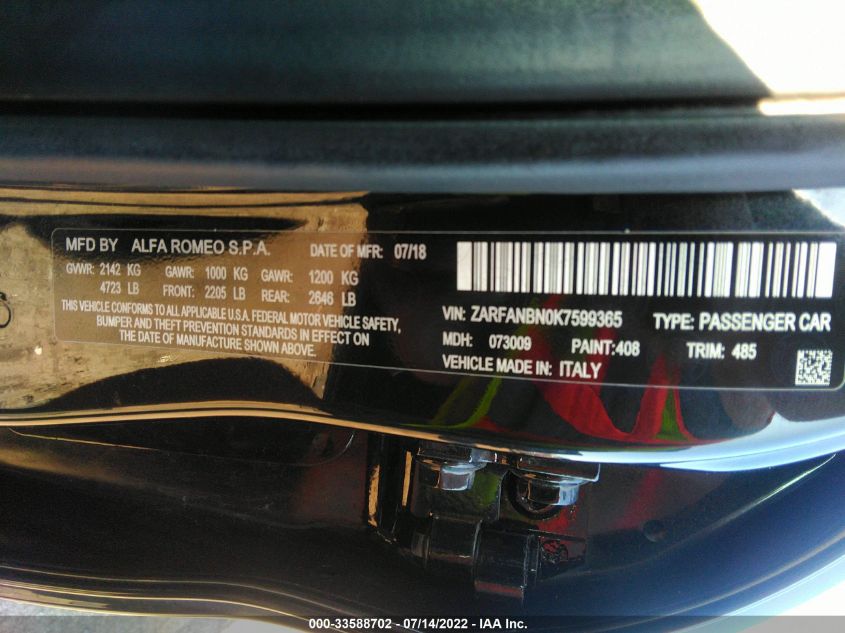 MFD BY ALFA ROMEO S.P.A. DATE OF MFR: 07/18
GVWR: 2142 KG GAWR: 1000 KG GAWR: 1200 KG
4723 LB FRONT: 2205 LB REAR: 2646 LB
THIS VEHICLE CONFORMS TO ALL APPLICABLE U.S.A. FEDERAL MOTOR VEHICLE SAFETY,
BUMPER AND THEFT PREVENTION STANDARDS IN EFFECT ON
THE DATE OF MANUFACTURE SHOWN ABOVE.
VIN: ZARFANBN0K7599365 TYPE: PASSENGER CAR
MDH: 073009 PAINT:408 TRIM: 485
VEHICLE MADE IN: ITALY
000-33588702 - 07/14/2022 - IAA Inc.